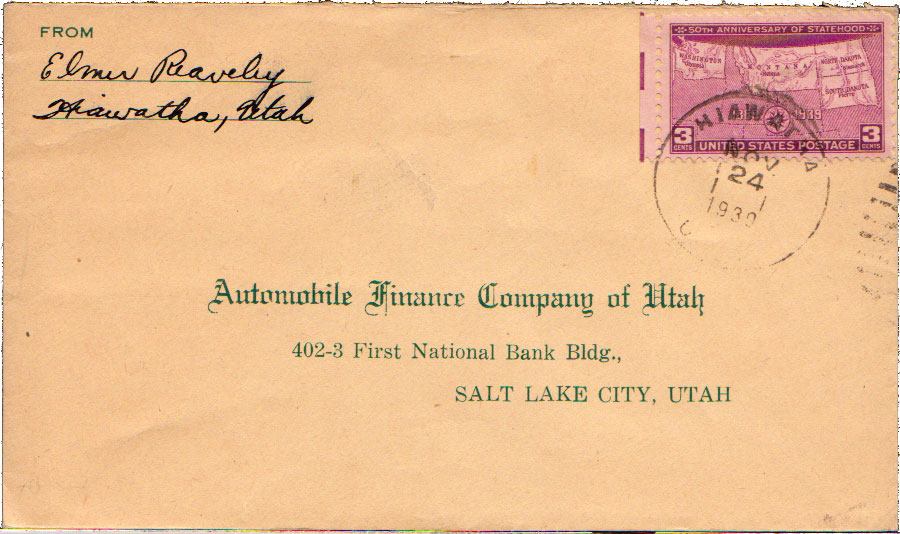 FROM
Elmer Reaveley
Hiawatha, Utah
50TH ANNIVERSARY OF STATEHOOD
WASHINGTON
MONTANA
NORTH DAKOTA
SOUTH DAKOTA
1939
3 CENTS
UNITED STATES POSTAGE
3 CENTS
HIAWATHA
NOV
24
1939
Automobile Finance Company of Utah
402-3 First National Bank Bldg.,
SALT LAKE CITY, UTAH